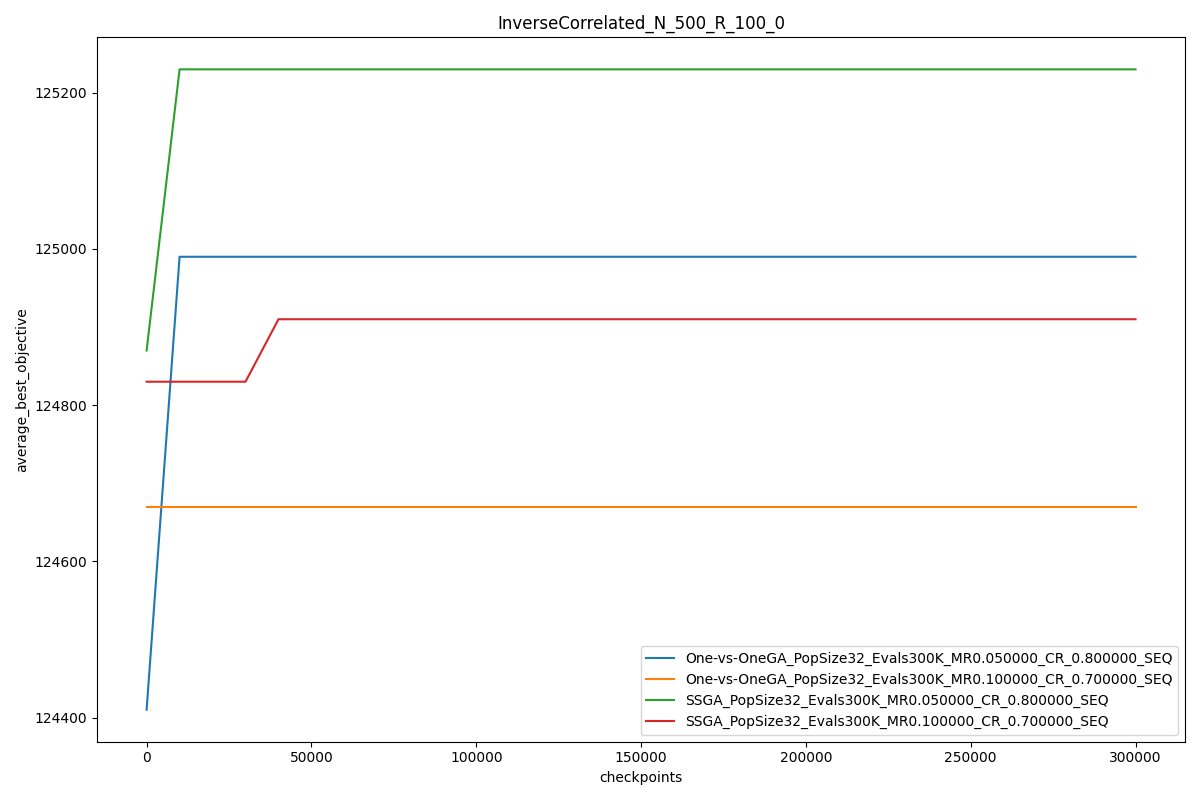 InverseCorrelated_N_500_R_100_0
125200
125000
124800
124600
124400
average_best_objective
0
50000
100000
150000
200000
250000
300000
checkpoints
One-vs-OneGA_PopSize32_Evals300K_MR0.050000_CR_0.800000_SEQ
One-vs-OneGA_PopSize32_Evals300K_MR0.100000_CR_0.700000_SEQ
SSGA_PopSize32_Evals300K_MR0.050000_CR_0.800000_SEQ
SSGA_PopSize32_Evals300K_MR0.100000_CR_0.700000_SEQ